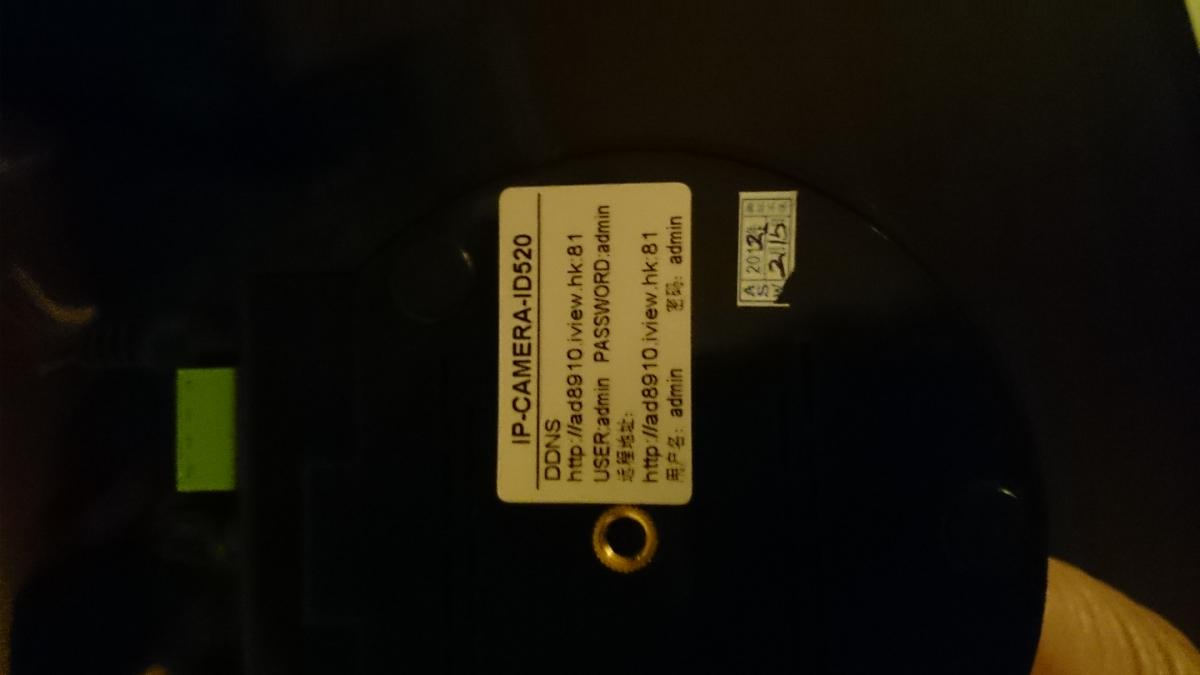 IP-CAMERA-ID520
DDNS
http://ad8910.iview.hk:81
USER:admin PASSWORD:admin
远程地址:
http://ad8910.iview.hk:81
用户名: admin 密码: admin
A 2012
S
W 2 15